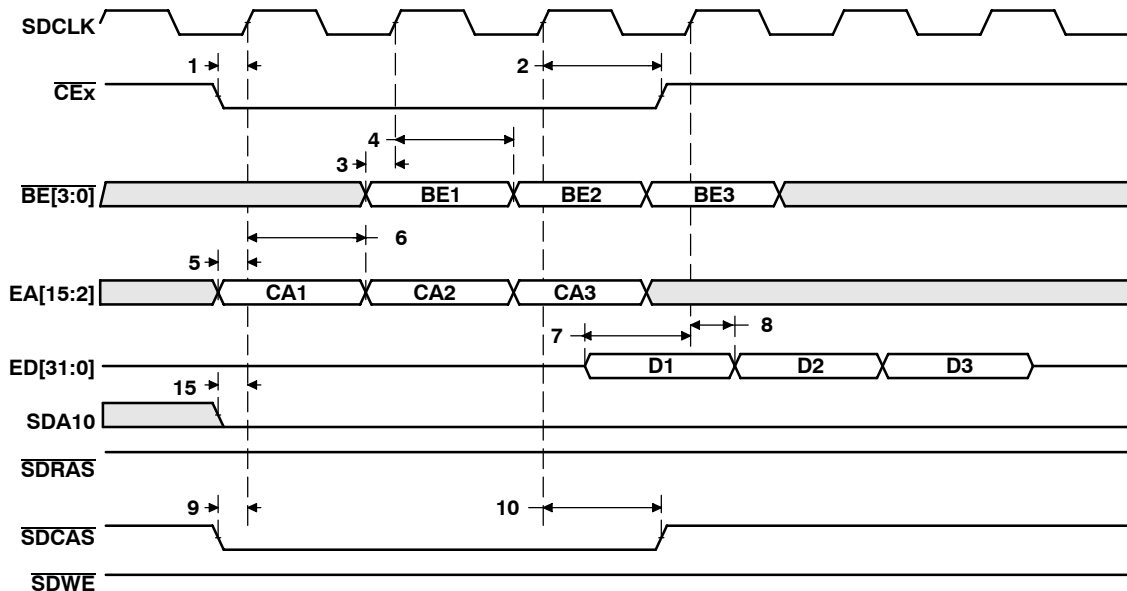 SDCLK
1 2
CEx
4
3
BE[3:0] BE1 BE2 BE3
6
5
EA[15:2] CA1 CA2 CA3
7 8
ED[31:0] D1 D2 D3
15
SDA10
SDRAS
9 10
SDCAS
SDWE